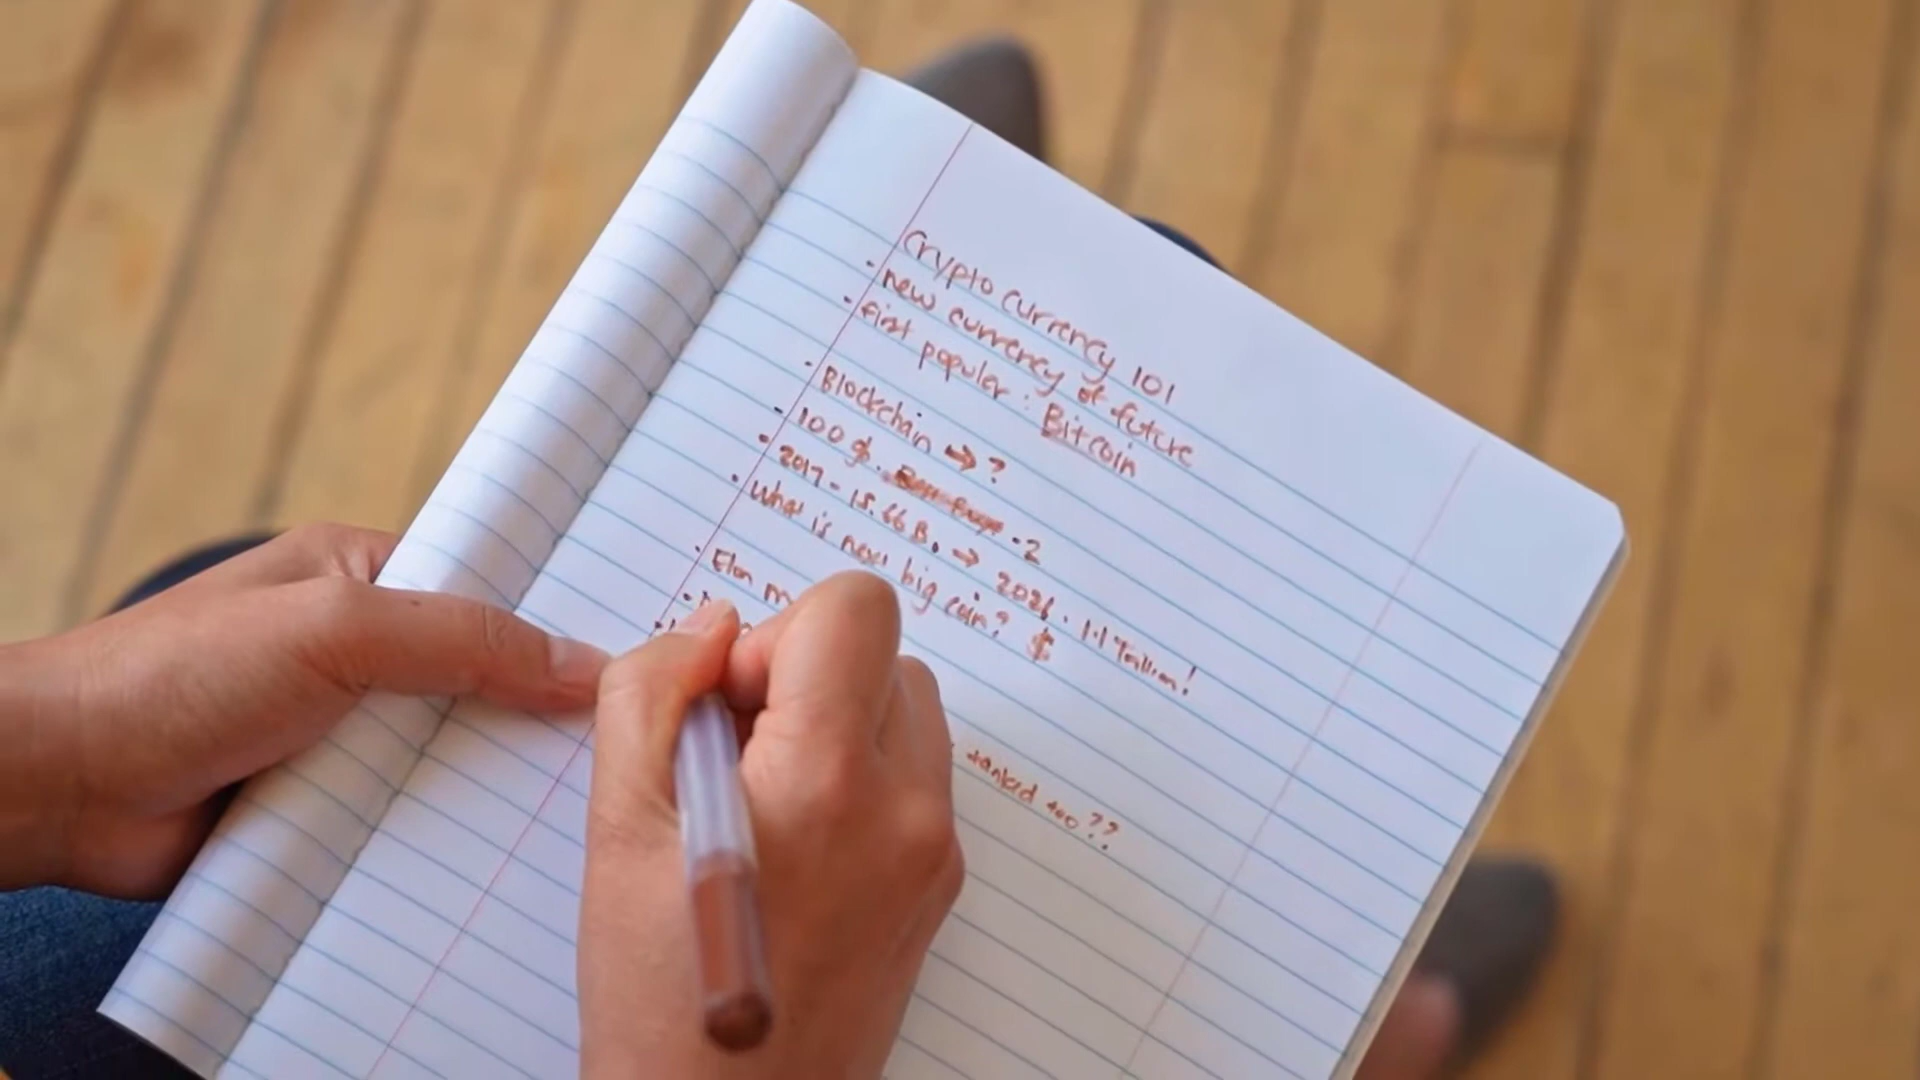 Crypto currency 101
- new currency of future
- first popular : Bitcoin
- Blockchain → ?
- 100 $. .2
- 2017 - 15.66 B. → 2026 . 1.1 Trillion!
- What is next big coin? $
- Elon
tanked too ??